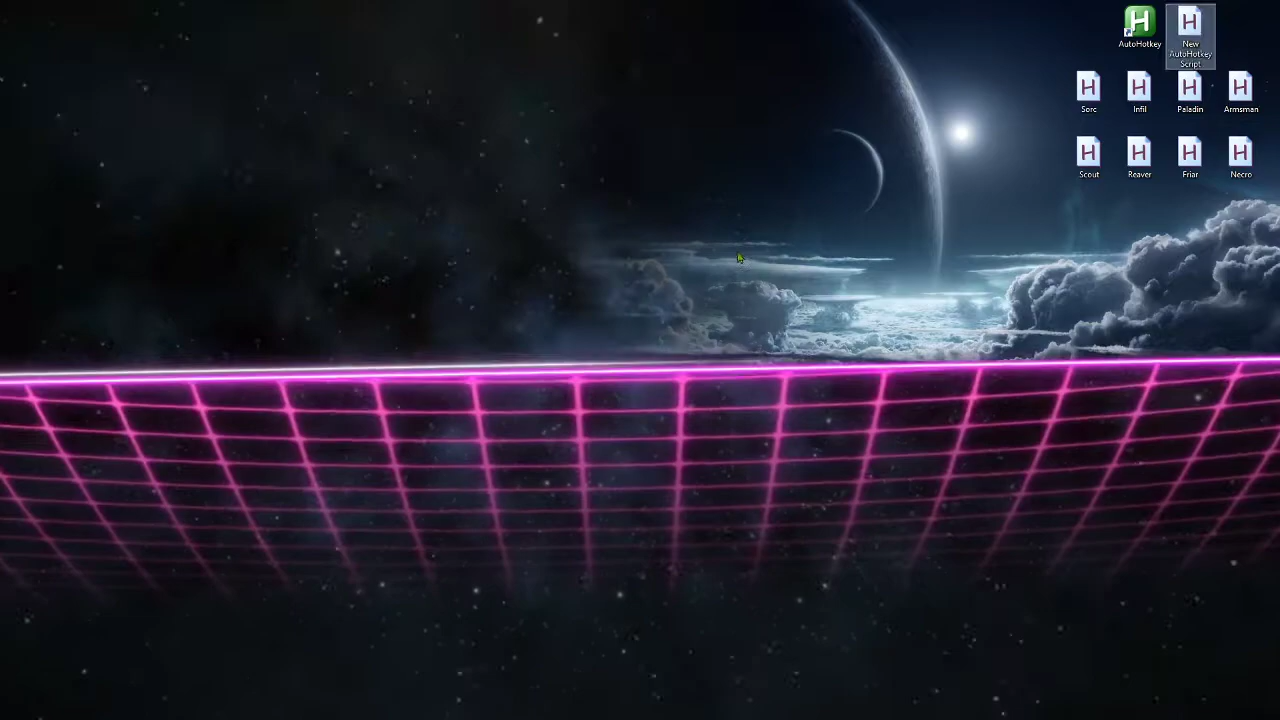 AutoHotkey
New
AutoHotkey
Script
Sorc
Infil
Paladin
Armsman
Scout
Reaver
Friar
Necro